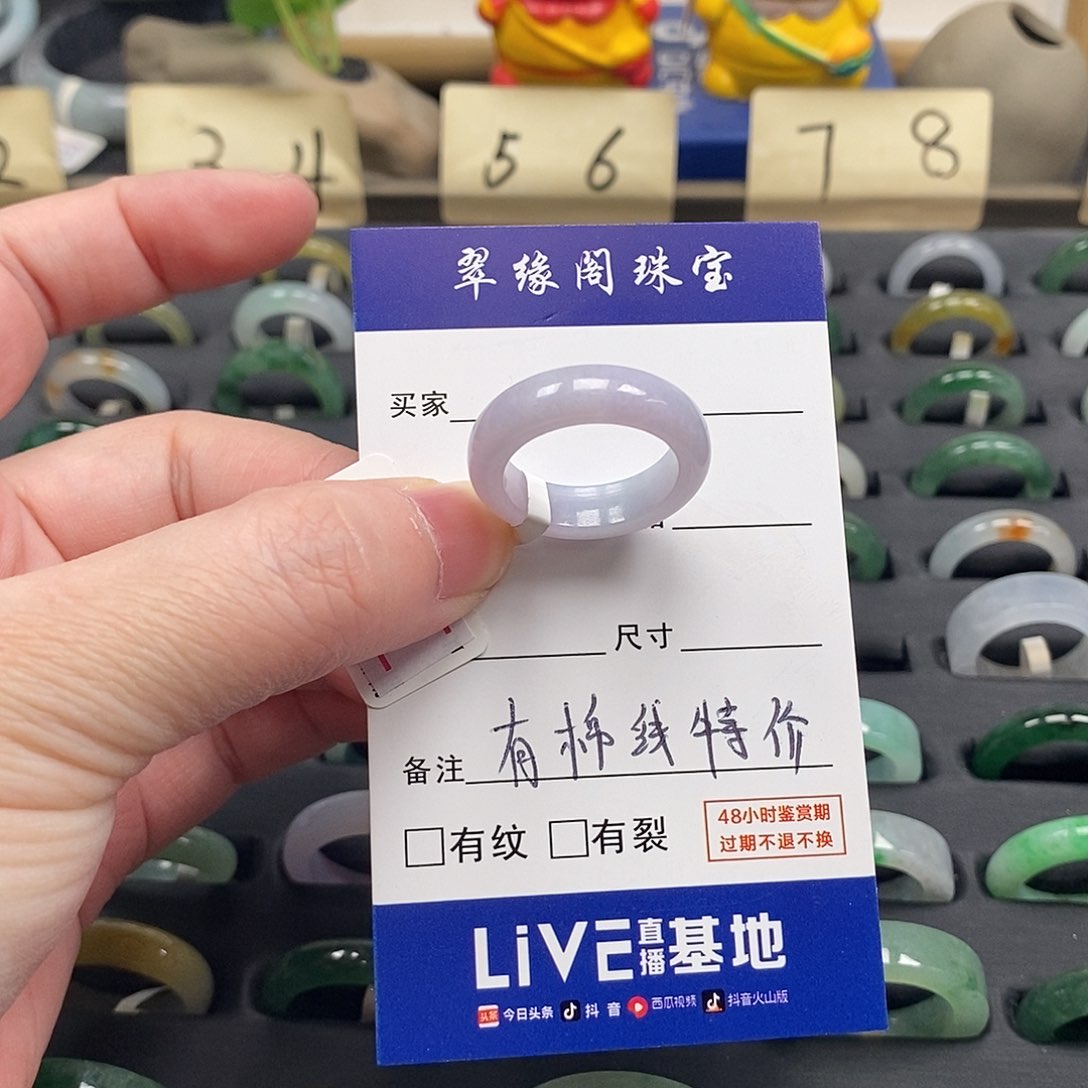 2
3 4
5 6
7 8
翠缘阁珠宝
买家
尺寸
备注 有棉线特价
有纹 有裂
48小时鉴赏期
过期不退不换
LiVE直播基地
头条 今日头条 抖音 西瓜视频 抖音火山版